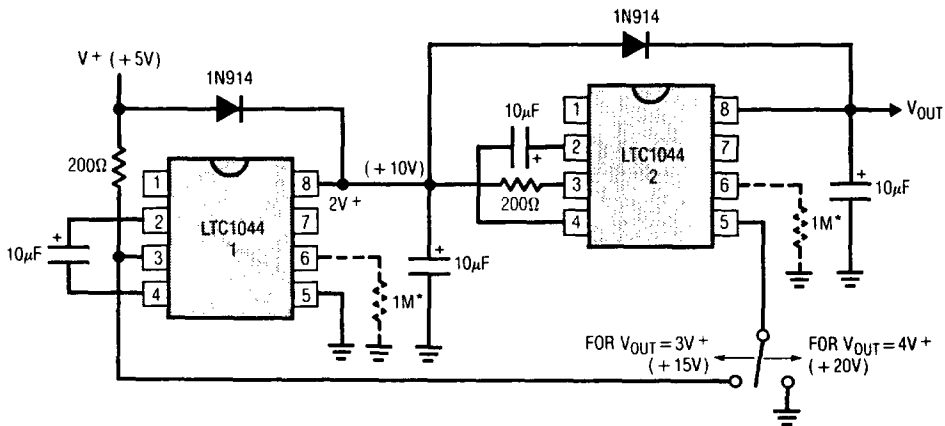 V+ (+5V)
1N914
200Ω
LTC1044
1
1
2
3
4
8
7
6
5
2V+
10µF
+
1M*
(+10V)
+
10µF
1N914
10µF
+
200Ω
LTC1044
2
1
2
3
4
8
7
6
5
VOUT
+
10µF
1M*
FOR VOUT = 3V+
(+15V)
FOR VOUT = 4V+
(+20V)